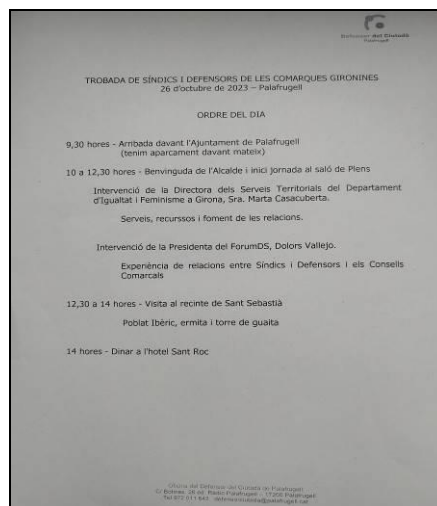 Defensor del Ciutadà
Palafrugell
TROBADA DE SÍNDICS I DEFENSORS DE LES COMARQUES GIRONINES
26 d'octubre de 2023 – Palafrugell
ORDRE DEL DIA
9,30 hores - Arribada davant l'Ajuntament de Palafrugell
(tenim aparcament davant mateix)
10 a 12,30 hores - Benvinguda de l'Alcalde i inici jornada al saló de Plens
Intervenció de la Directora dels Serveis Territorials del Departament
d'Igualtat i Feminisme a Girona, Sra. Marta Casacuberta.
Serveis, recurssos i foment de les relacions.
Intervenció de la Presidenta del ForumDS, Dolors Vallejo.
Experiència de relacions entre Síndics i Defensors i els Consells
Comarcals
12,30 a 14 hores - Visita al recinte de Sant Sebastià
Poblat Ibèric, ermita i torre de guaita
14 hores - Dinar a l'hotel Sant Roc
Oficina del Defensor del Ciutadà de Palafrugell
Palafrugell – 17200 Palafrugell